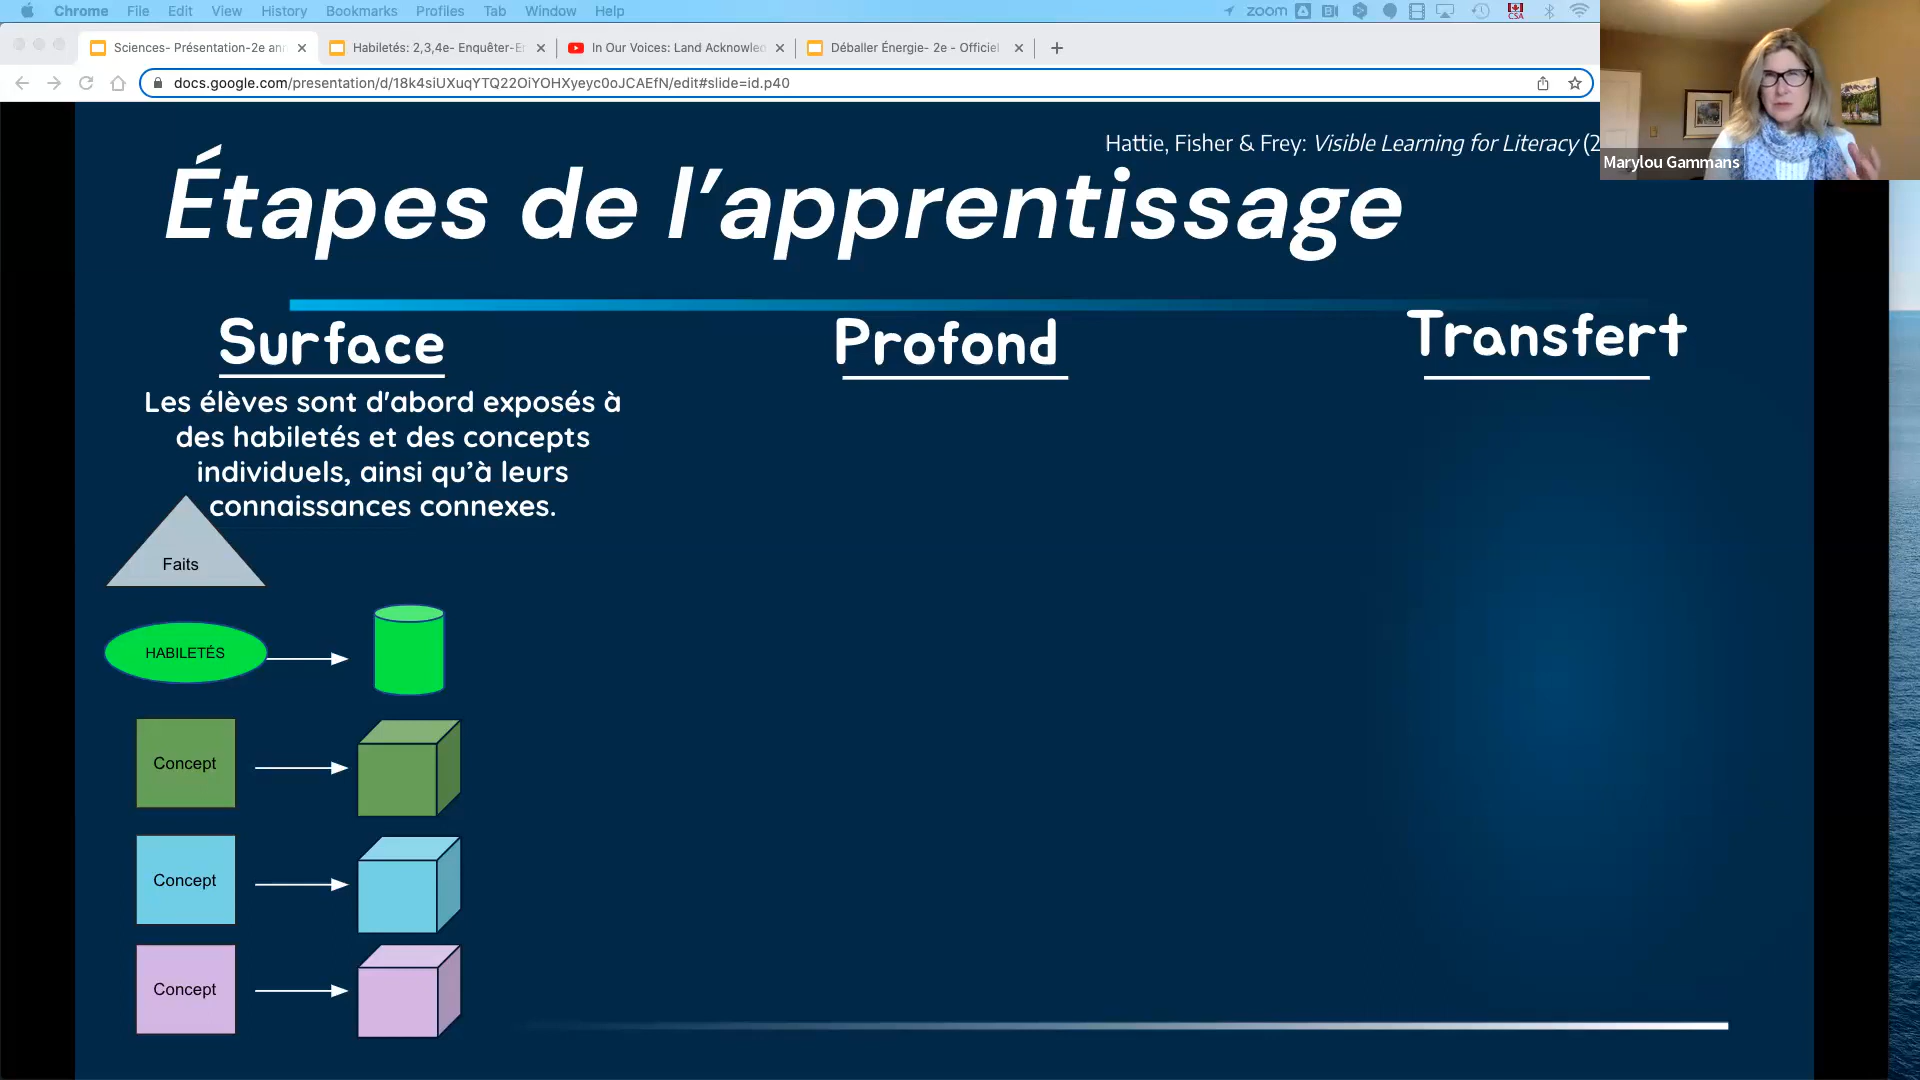 Chrome File Edit View History Bookmarks Profiles Tab Window Help zoom CSA
Sciences- Présentation-2e an
Habiletés: 2,3,4e- Enquêter-E
In Our Voices: Land Acknowled
Déballer Énergie- 2e - Officiel
docs.google.com/presentation/d/18k4siUXuqYTQ22OiYOHXyeyc0oJCAEfN/edit#slide=id.p40
Hattie, Fisher & Frey: Visible Learning for Literacy (2
Marylou Gammans
Étapes de l’apprentissage
Surface
Profond
Transfert
Les élèves sont d'abord exposés à
des habiletés et des concepts
individuels, ainsi qu’à leurs
connaissances connexes.
Faits
HABILETÉS
Concept
Concept
Concept